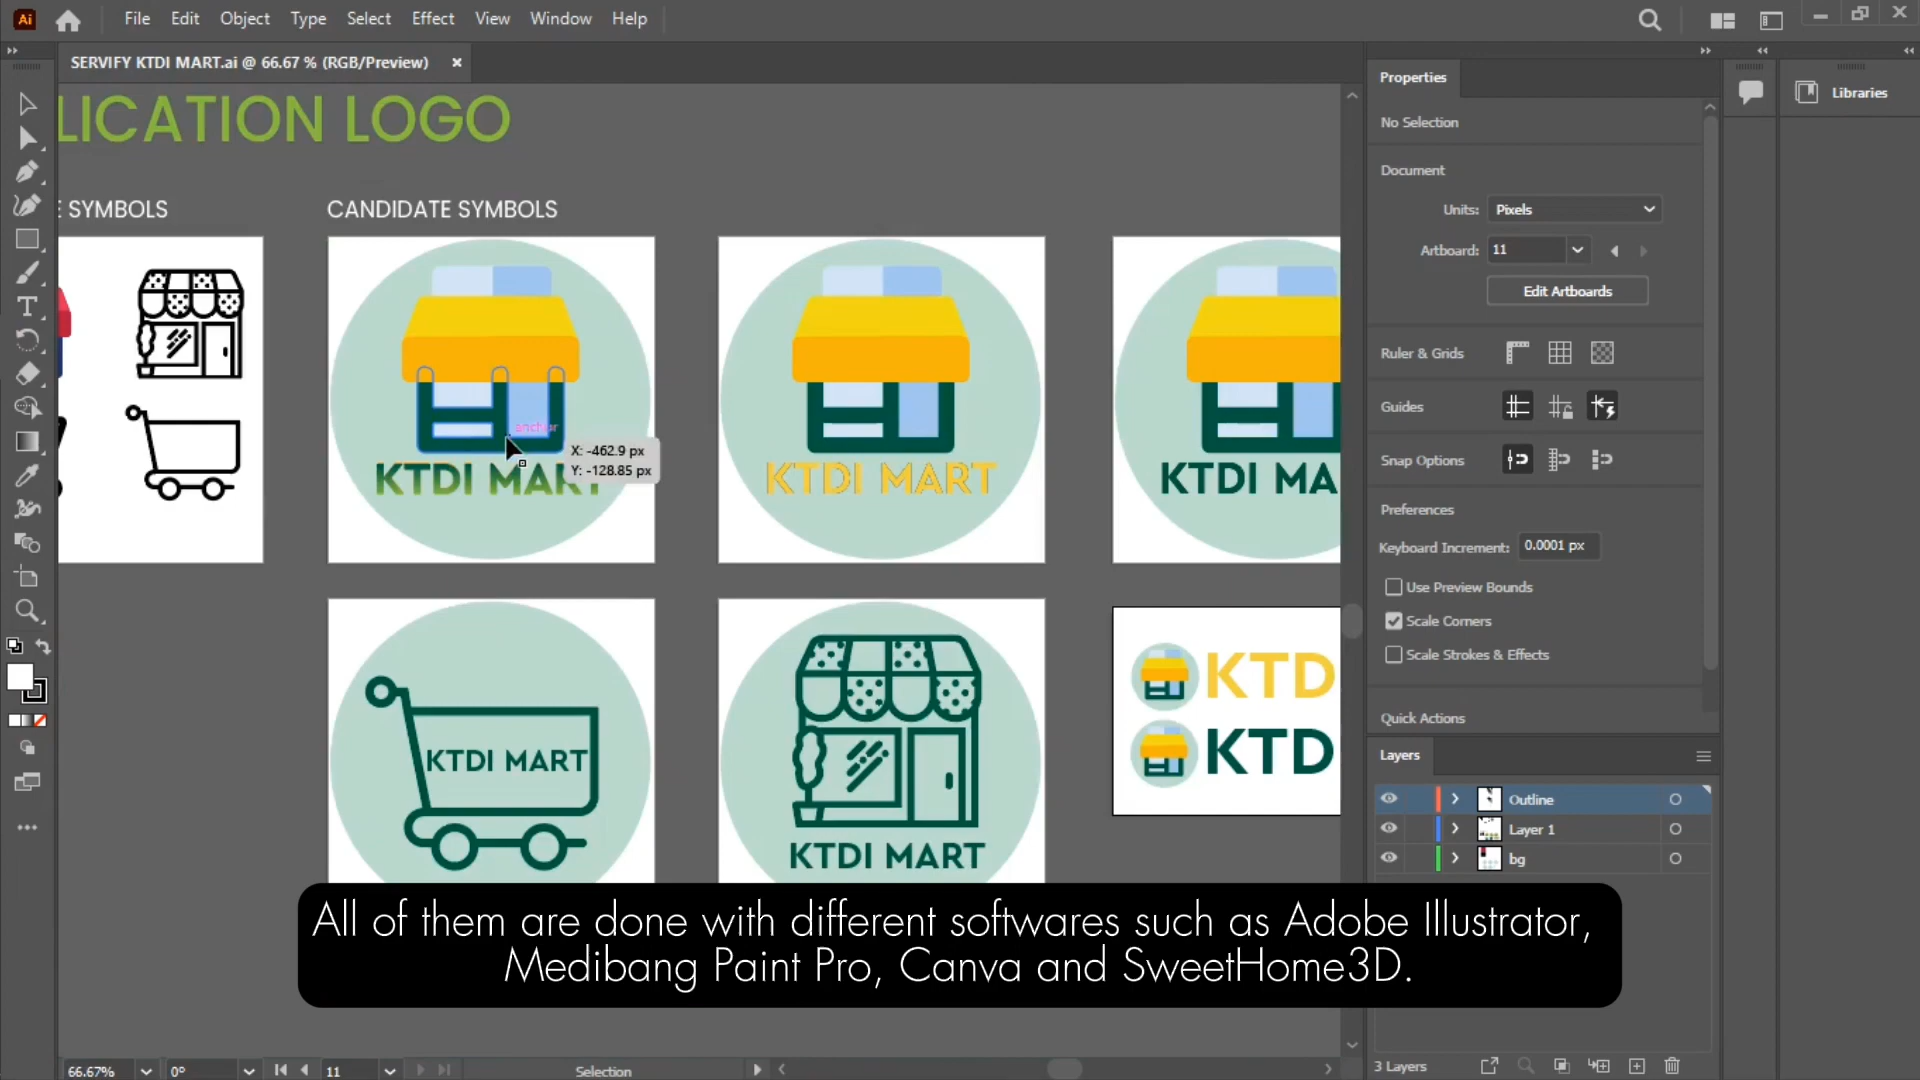 Ai
File Edit Object Type Select Effect View Window Help
SERVIFY KTDI MART.ai @ 66.67 % (RGB/Preview)
LICATION LOGO
E SYMBOLS
CANDIDATE SYMBOLS
anchor
X: -462.9 px
Y: -128.85 px
KTDI MART
KTDI MART
KTDI MA
KTDI MART
KTDI MART
KTD
KTD
Properties
No Selection
Document
Units: Pixels
Artboard: 11
Edit Artboards
Ruler & Grids
Guides
Snap Options
Preferences
Keyboard Increment: 0.0001 px
Use Preview Bounds
Scale Corners
Scale Strokes & Effects
Quick Actions
Layers
Outline
Layer 1
bg
3 Layers
Libraries
All of them are done with different softwares such as Adobe Illustrator,
Medibang Paint Pro, Canva and SweetHome3D.
66.67% 0° 11 Selection